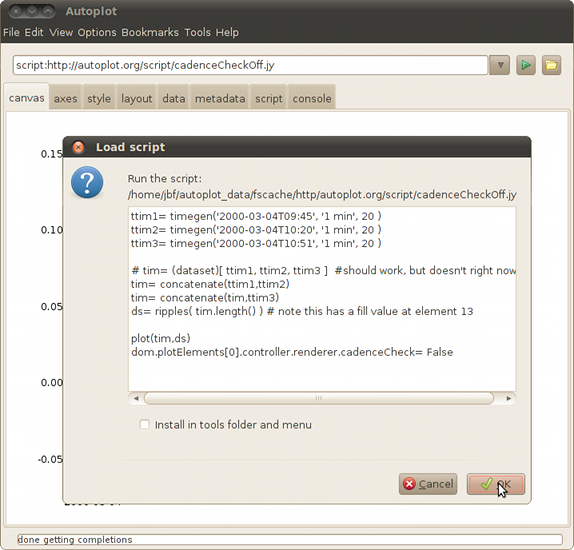 Autoplot
File Edit View Options Bookmarks Tools Help
script:http://autoplot.org/script/cadenceCheckOff.jy
canvas axes style layout data metadata script console
Load script
Run the script:
/home/jbf/autoplot_data/fscache/http/autoplot.org/script/cadenceCheckOff.jy
ttim1= timegen('2000-03-04T09:45', '1 min', 20 )
ttim2= timegen('2000-03-04T10:20', '1 min', 20 )
ttim3= timegen('2000-03-04T10:51', '1 min', 20 )
# tim= (dataset)[ ttim1, ttim2, ttim3 ]  #should work, but doesn't right now
tim= concatenate(ttim1,ttim2)
tim= concatenate(tim,ttim3)
ds= ripples( tim.length() ) # note this has a fill value at element 13
plot(tim,ds)
dom.plotElements[0].controller.renderer.cadenceCheck= False
Install in tools folder and menu
Cancel OK
0.15
0.10
0.05
0.00
-0.05
done getting completions